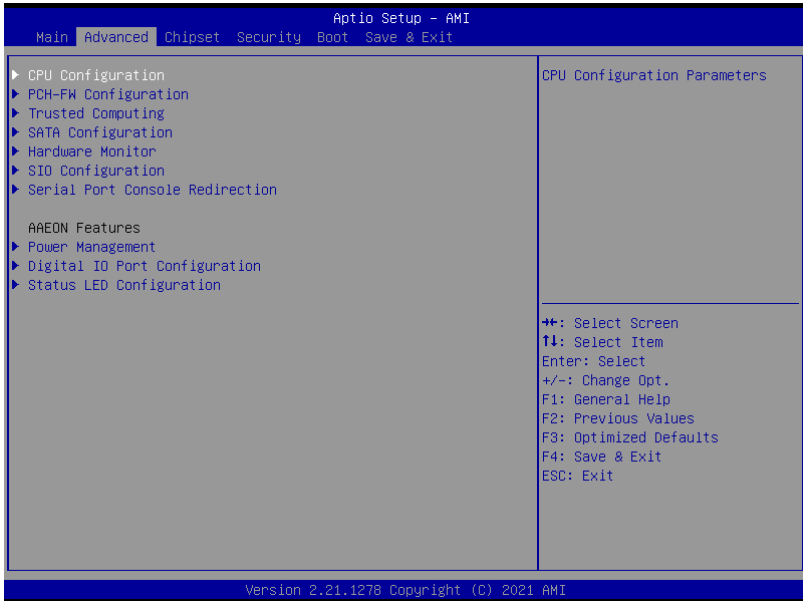 Aptio Setup – AMI
Main Advanced Chipset Security Boot Save & Exit
CPU Configuration
PCH-FW Configuration
Trusted Computing
SATA Configuration
Hardware Monitor
SIO Configuration
Serial Port Console Redirection
AAEON Features
Power Management
Digital IO Port Configuration
Status LED Configuration
CPU Configuration Parameters
→←: Select Screen
↑↓: Select Item
Enter: Select
+/-: Change Opt.
F1: General Help
F2: Previous Values
F3: Optimized Defaults
F4: Save & Exit
ESC: Exit
Version 2.21.1278 Copyright (C) 2021 AMI